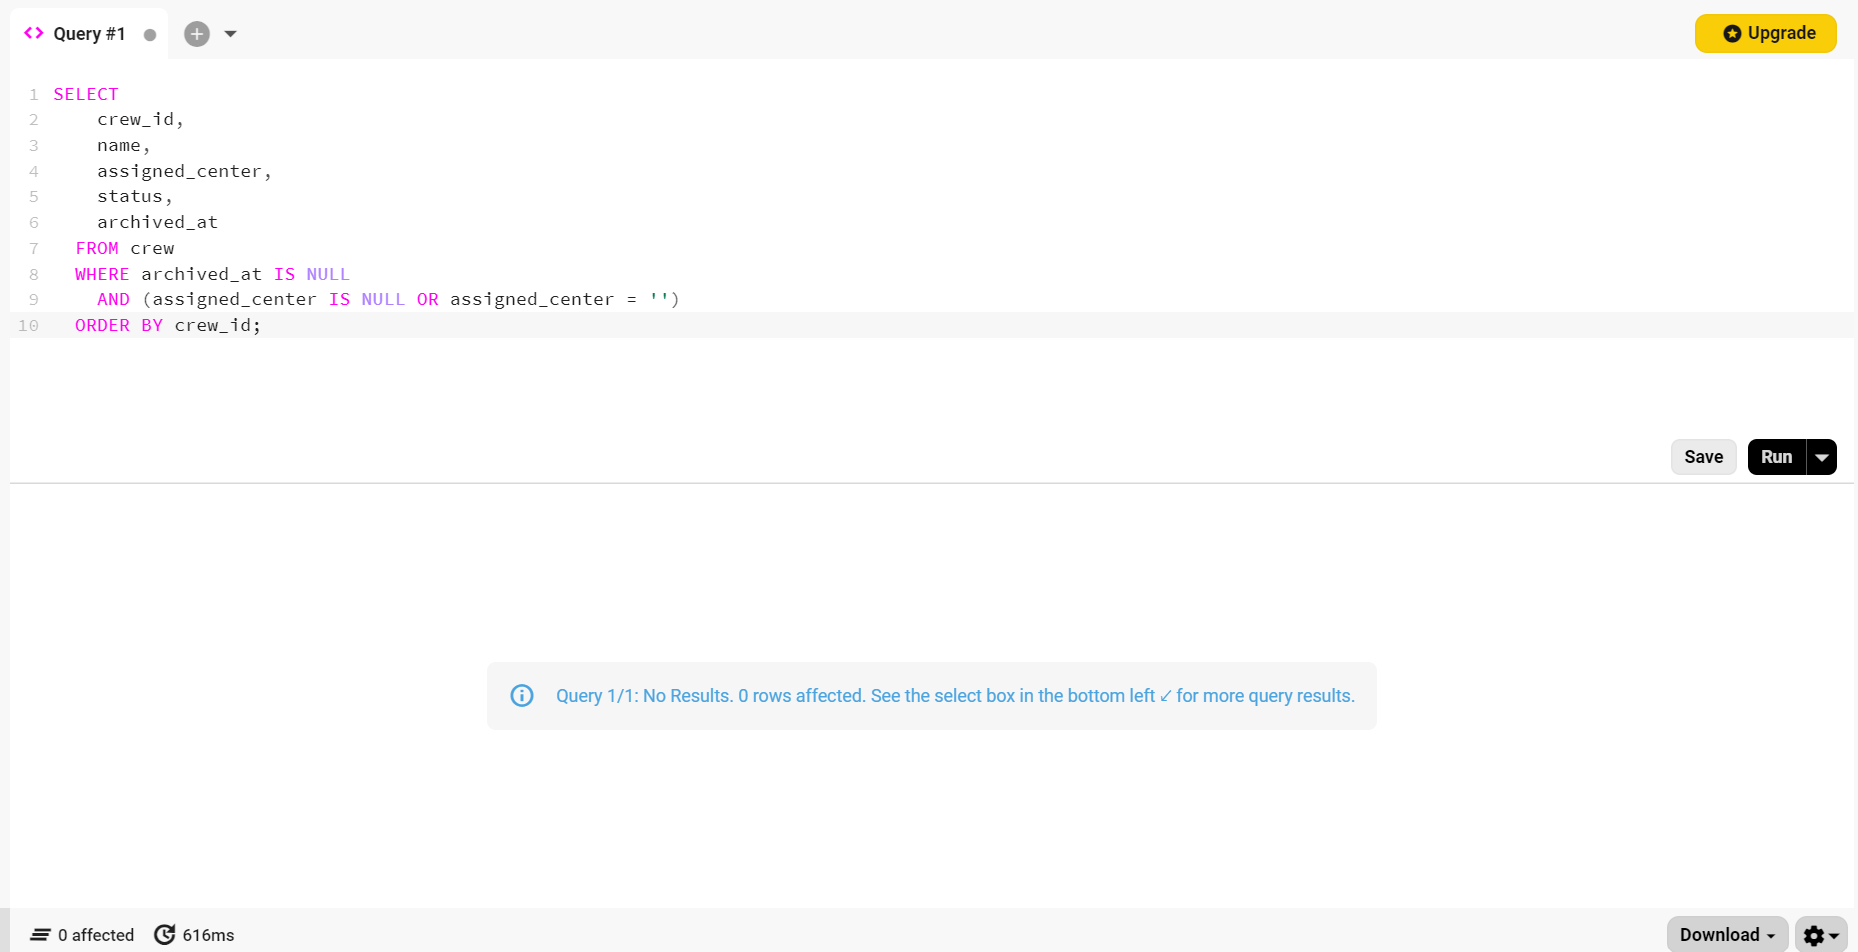 <> Query #1
Upgrade
1 SELECT
2     crew_id,
3     name,
4     assigned_center,
5     status,
6     archived_at
7   FROM crew
8   WHERE archived_at IS NULL
9     AND (assigned_center IS NULL OR assigned_center = '')
10   ORDER BY crew_id;
Save Run
Query 1/1: No Results. 0 rows affected. See the select box in the bottom left ↙ for more query results.
0 affected 616ms
Download